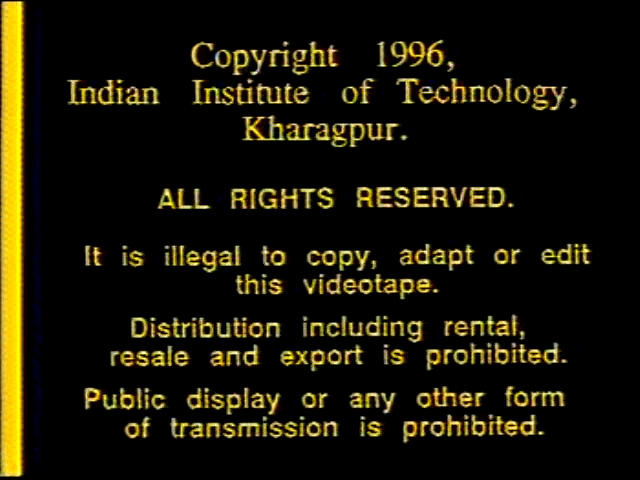 Copyright 1996,
Indian Institute of Technology,
Kharagpur.
ALL RIGHTS RESERVED.
It is illegal to copy, adapt or edit
this videotape.
Distribution including rental,
resale and export is prohibited.
Public display or any other form
of transmission is prohibited.